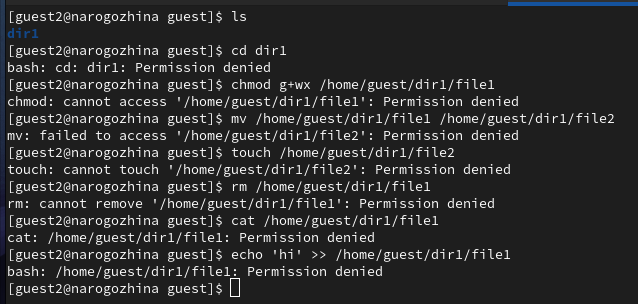 [guest2@narogozhina guest]$ ls
dir1
[guest2@narogozhina guest]$ cd dir1
bash: cd: dir1: Permission denied
[guest2@narogozhina guest]$ chmod g+wx /home/guest/dir1/file1
chmod: cannot access '/home/guest/dir1/file1': Permission denied
[guest2@narogozhina guest]$ mv /home/guest/dir1/file1 /home/guest/dir1/file2
mv: failed to access '/home/guest/dir1/file2': Permission denied
[guest2@narogozhina guest]$ touch /home/guest/dir1/file2
touch: cannot touch '/home/guest/dir1/file2': Permission denied
[guest2@narogozhina guest]$ rm /home/guest/dir1/file1
rm: cannot remove '/home/guest/dir1/file1': Permission denied
[guest2@narogozhina guest]$ cat /home/guest/dir1/file1
cat: /home/guest/dir1/file1: Permission denied
[guest2@narogozhina guest]$ echo 'hi' >> /home/guest/dir1/file1
bash: /home/guest/dir1/file1: Permission denied
[guest2@narogozhina guest]$